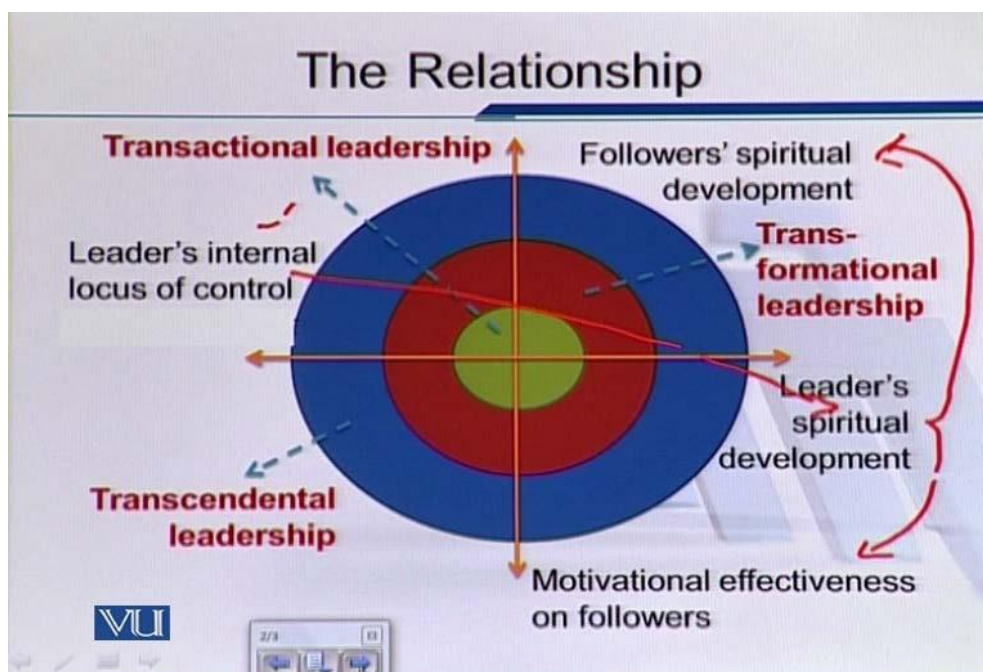 The Relationship
Transactional leadership
Followers' spiritual
development
Leader's internal
locus of control
Trans-
formational
leadership
Leader's
spiritual
development
Transcendental
leadership
Motivational effectiveness
on followers
VU
2/3